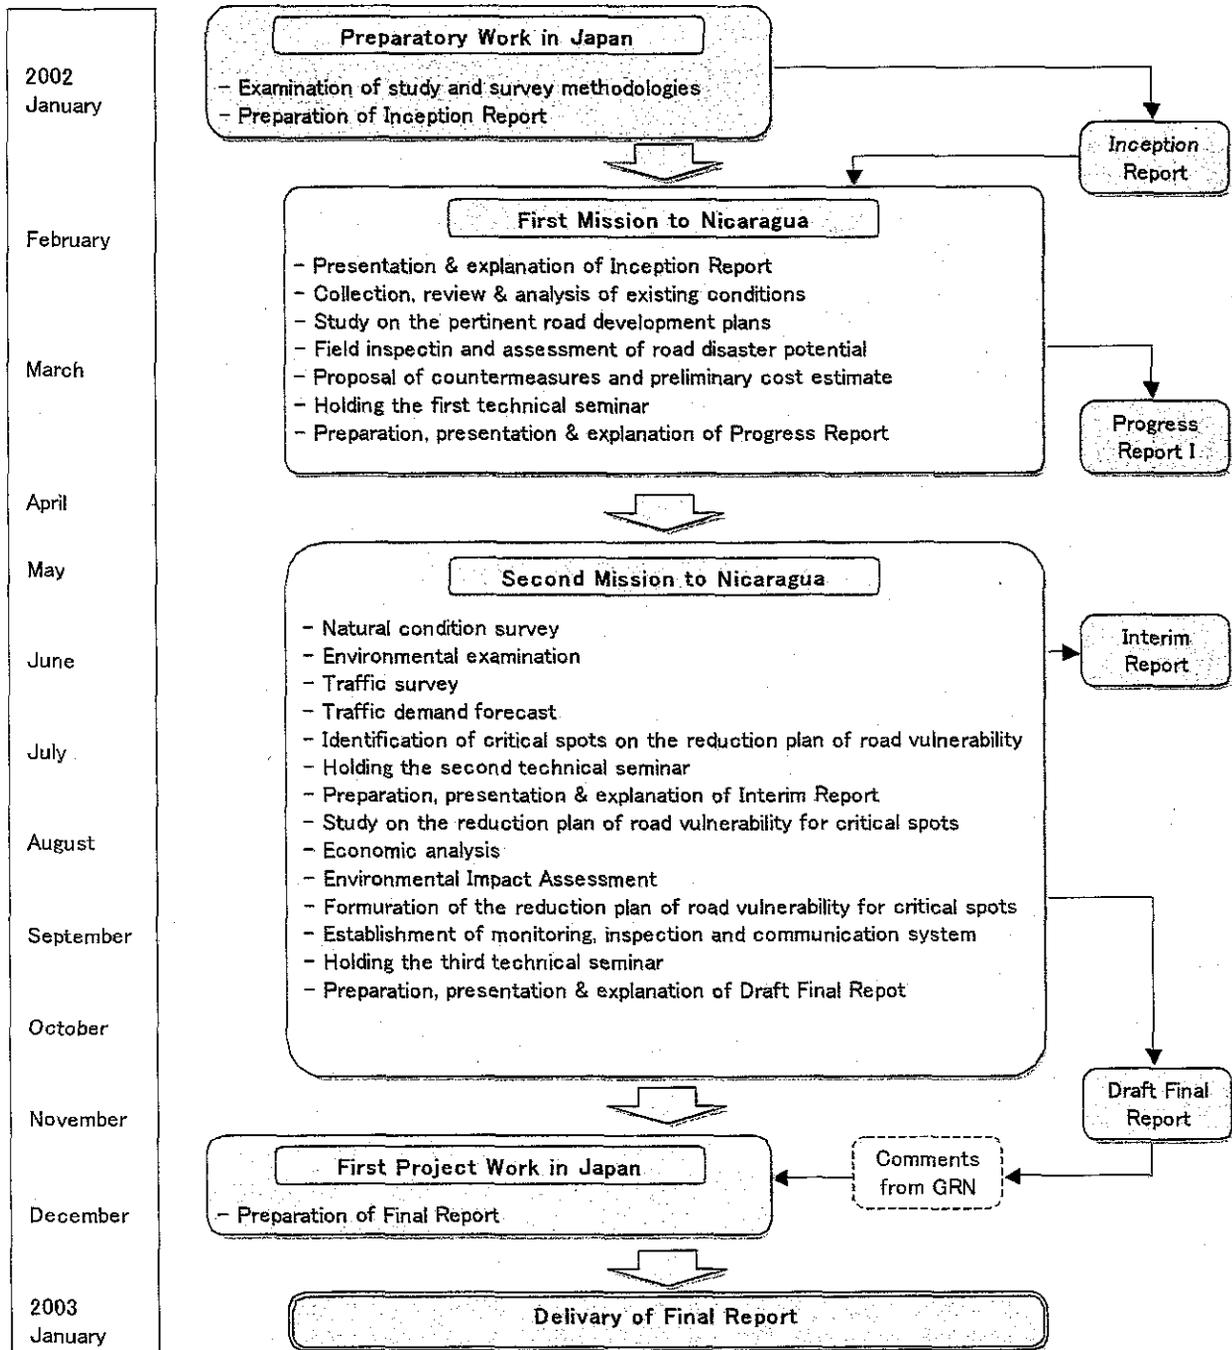 2002
January
February
March
April
May
June
July
August
September
October
November
December
2003
January
Preparatory Work in Japan
- Examination of study and survey methodologies
- Preparation of Inception Report
Inception
Report
First Mission to Nicaragua
- Presentation & explanation of Inception Report
- Collection, review & analysis of existing conditions
- Study on the pertinent road development plans
- Field inspectin and assessment of road disaster potential
- Proposal of countermeasures and preliminary cost estimate
- Holding the first technical seminar
- Preparation, presentation & explanation of Progress Report
Progress
Report I
Second Mission to Nicaragua
- Natural condition survey
- Environmental examination
- Traffic survey
- Traffic demand forecast
- Identification of critical spots on the reduction plan of road vulnerability
- Holding the second technical seminar
- Preparation, presentation & explanation of Interim Report
- Study on the reduction plan of road vulnerability for critical spots
- Economic analysis
- Environmental Impact Assessment
- Formuration of the reduction plan of road vulnerability for critical spots
- Establishment of monitoring, inspection and communication system
- Holding the third technical seminar
- Preparation, presentation & explanation of Draft Final Repot
Interim
Report
Draft Final
Report
Comments
from GRN
First Project Work in Japan
- Preparation of Final Report
Delivary of Final Report